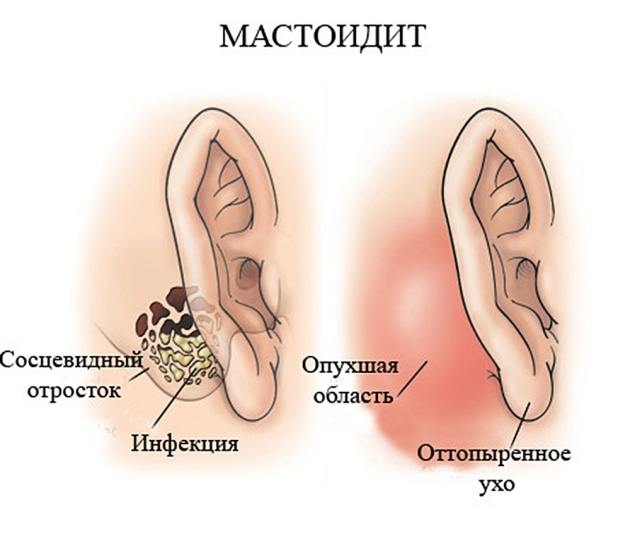 МАСТОИДИТ
Сосцевидный
отросток
Инфекция
Опухшая
область
Оттопыренное
ухо